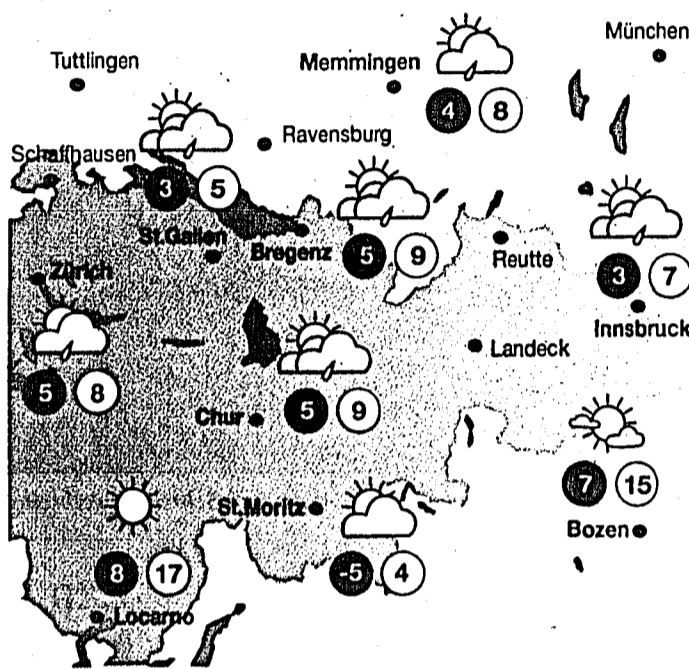 München
Tuttlingen
Memmingen
4 8
Ravensburg
Schaffhausen
3 5
St.Gallen
Bregenz
5 9
Reutte
Zürich
3 7
Innsbruck
Landeck
5 8
Chur
5 9
7 15
St.Moritz
Bozen
8 17
-5 4
Locarno